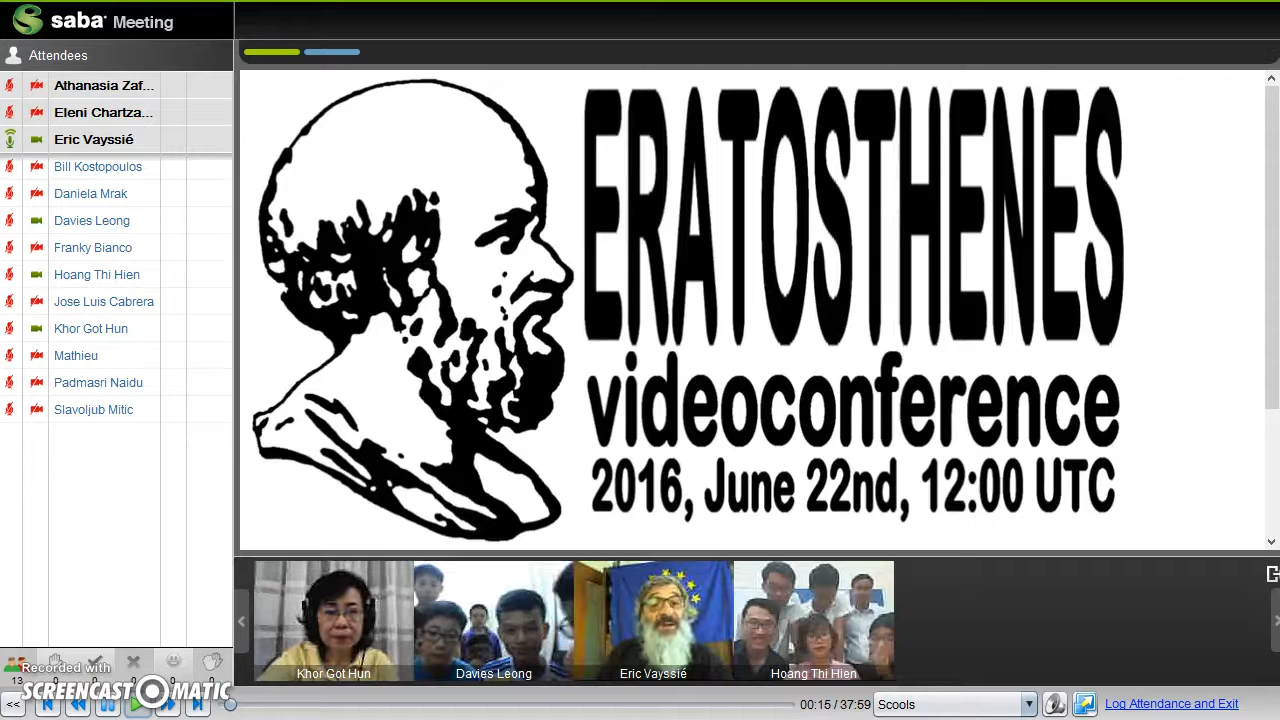 saba Meeting
Attendees
Athanasia Zaf...
Eleni Chartza...
Eric Vayssié
Bill Kostopoulos
Daniela Mrak
Davies Leong
Franky Bianco
Hoang Thi Hien
Jose Luis Cabrera
Khor Got Hun
Mathieu
Padmasri Naidu
Slavoljub Mitic
ERATOSTHENES
videoconference
2016, June 22nd, 12:00 UTC
Khor Got Hun
Davies Leong
Eric Vayssié
Hoang Thi Hien
Recorded with
SCREENCAST MATIC
13
<<
00:15 / 37:59
Scools
Log Attendance and Exit